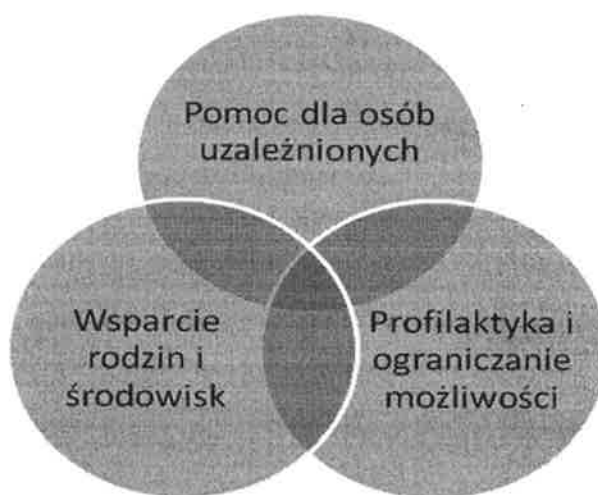 Pomoc dla osób
uzależnionych
Wsparcie
rodzin i
środowisk
Profilaktyka i
ograniczanie
możliwości